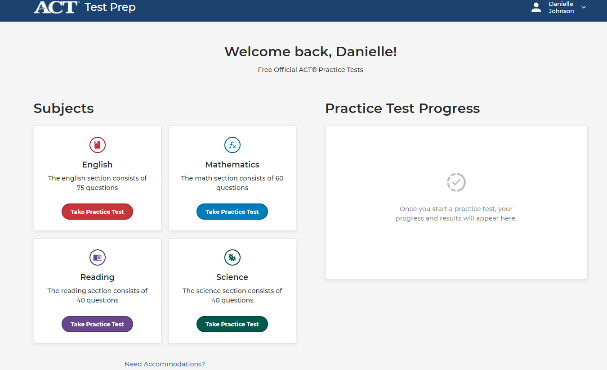 ACT Test Prep
Danielle
Johnson
Welcome back, Danielle!
Free Official ACT® Practice Tests
Subjects
English
The english section consists of
75 questions
Take Practice Test
Mathematics
The math section consists of 60
questions
Take Practice Test
Reading
The reading section consists of
40 questions
Take Practice Test
Science
The science section consists of
40 questions
Take Practice Test
Need Accommodations?
Practice Test Progress
Once you start a practice test, your
progress and results will appear here.